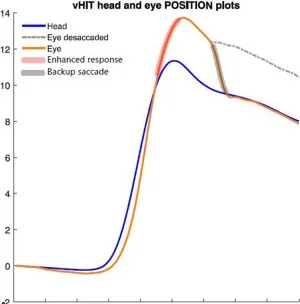 vHIT head and eye POSITION plots
14
Head
Eye desaccaded
Eye
Enhanced response
Backup saccade
12
10
8
6
4
2
0
-2